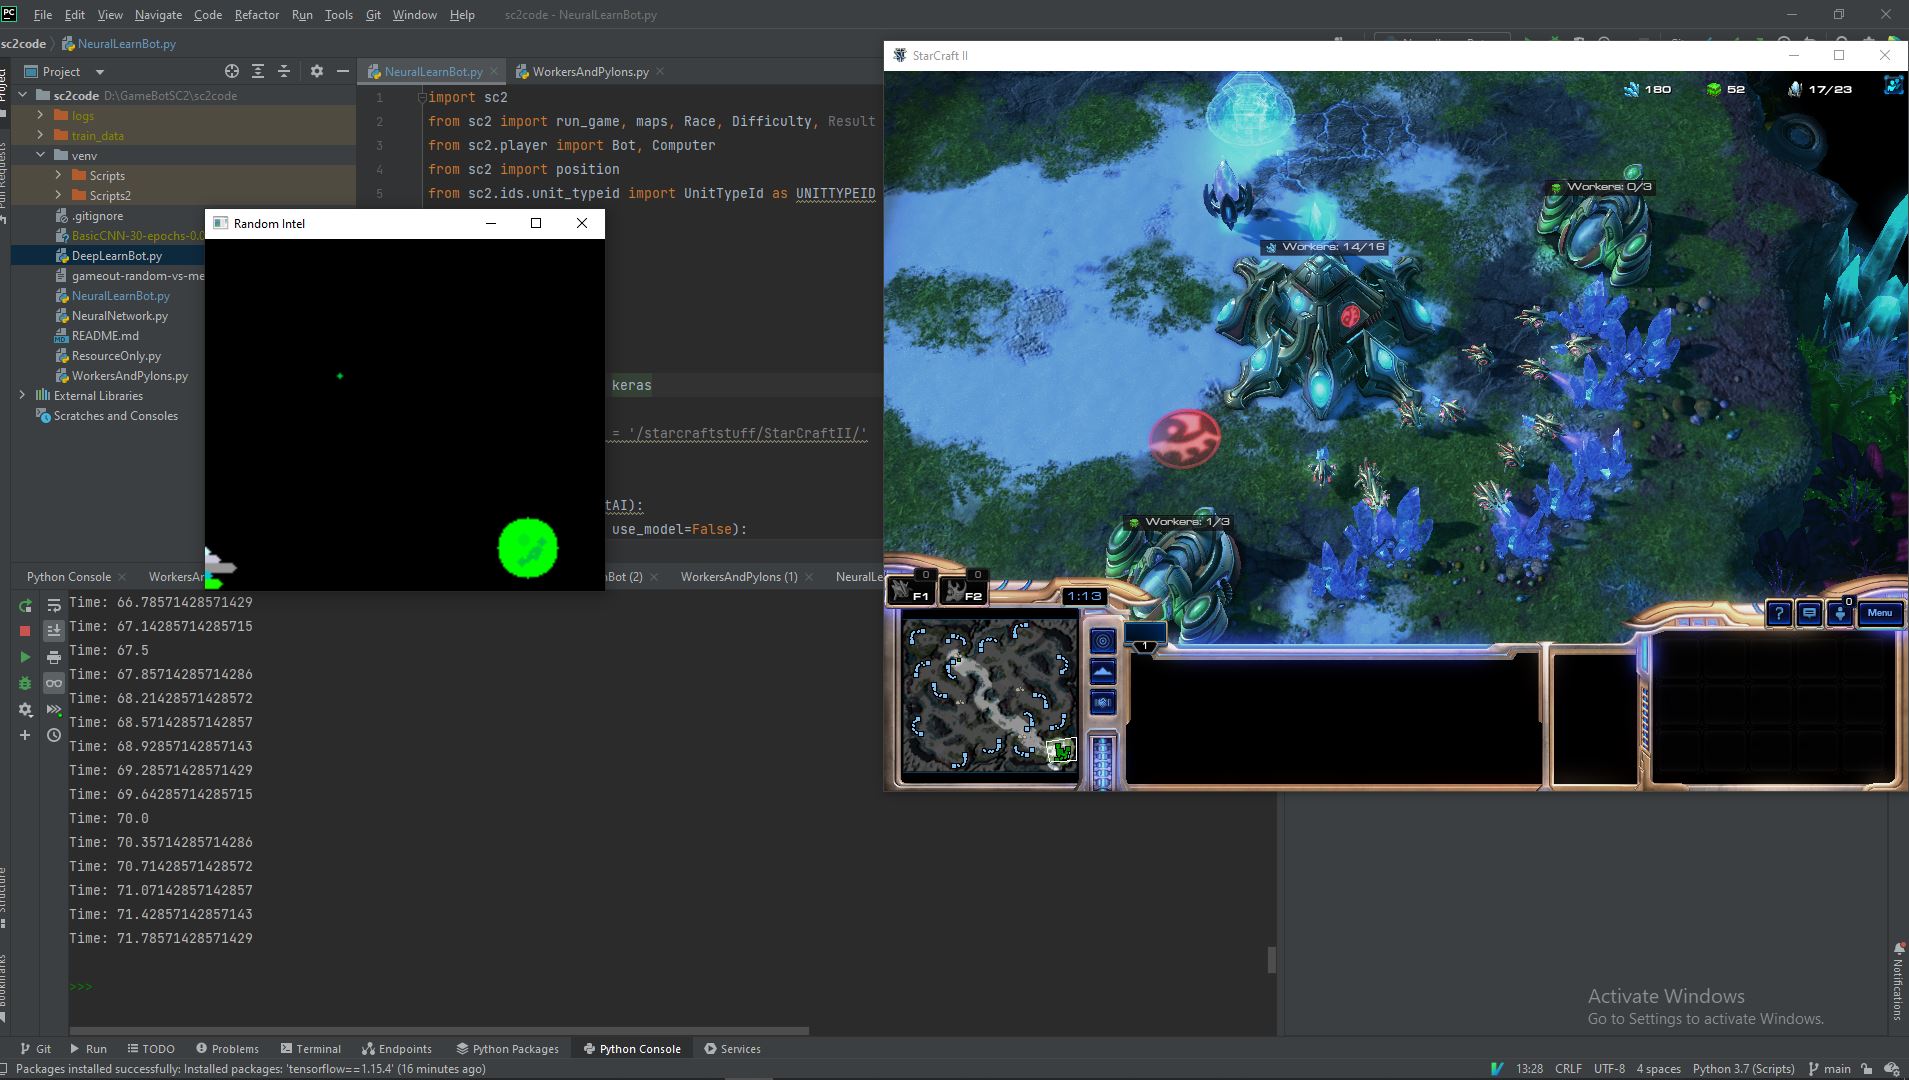 PC File Edit View Navigate Code Refactor Run Tools Git Window Help sc2code - NeuralLearnBot.py
sc2code NeuralLearnBot.py
Project
sc2code D:\GameBotSC2\sc2code
logs
train_data
venv
Scripts
Scripts2
.gitignore
BasicCNN-30-epochs-0.0
DeepLearnBot.py
gameout-random-vs-me
NeuralLearnBot.py
NeuralNetwork.py
README.md
ResourceOnly.py
WorkersAndPylons.py
External Libraries
Scratches and Consoles
NeuralLearnBot.py WorkersAndPylons.py
1 import sc2
2 from sc2 import run_game, maps, Race, Difficulty, Result
3 from sc2.player import Bot, Computer
4 from sc2 import position
5 from sc2.ids.unit_typeid import UnitTypeId as UNITTYPEID
keras
= '/starcraftstuff/StarCraftII/'
tAI):
use_model=False):
Random Intel
StarCraft II
180 52 17/23
Workers: 0/3
Workers: 14/16
Workers: 1/3
0 0
F1 F2
1:13
1
0
? Menu
Python Console WorkersAn Bot (2) WorkersAndPylons (1) NeuralLe
Time: 66.78571428571429
Time: 67.14285714285715
Time: 67.5
Time: 67.85714285714286
Time: 68.21428571428572
Time: 68.57142857142857
Time: 68.92857142857143
Time: 69.28571428571429
Time: 69.64285714285715
Time: 70.0
Time: 70.35714285714286
Time: 70.71428571428572
Time: 71.07142857142857
Time: 71.42857142857143
Time: 71.78571428571429
>>>
Project
Pull Requests
Structure
Bookmarks
Notifications
Activate Windows
Go to Settings to activate Windows.
Git Run TODO Problems Terminal Endpoints Python Packages Python Console Services
Packages installed successfully: Installed packages: 'tensorflow==1.15.4' (16 minutes ago) 13:28 CRLF UTF-8 4 spaces Python 3.7 (Scripts) main